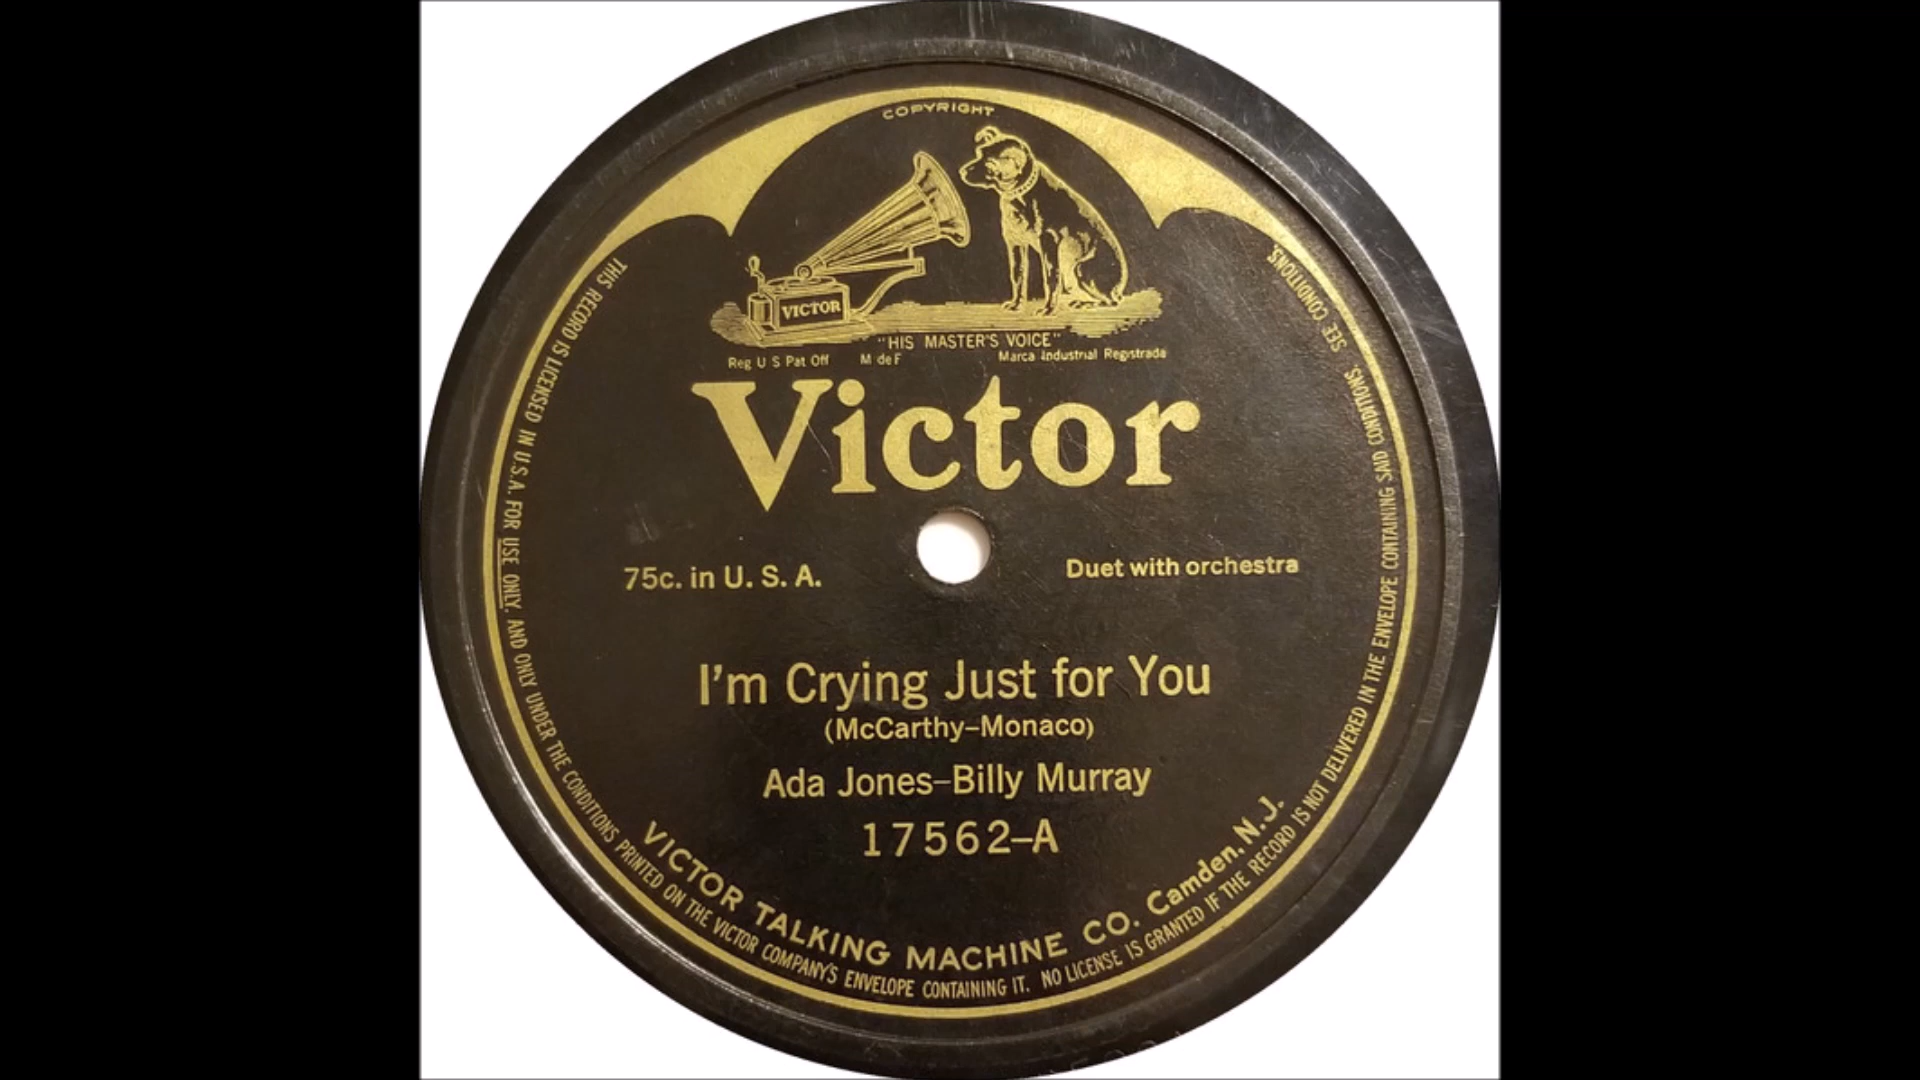 COPYRIGHT
VICTOR
"HIS MASTER'S VOICE"
Reg U S Pat Off M de F Marca Industrial Registrada
Victor
75c. in U. S. A.
Duet with orchestra
I'm Crying Just for You
(McCarthy–Monaco)
Ada Jones–Billy Murray
17562–A
VICTOR TALKING MACHINE CO. Camden, N.J.
THIS RECORD IS LICENSED IN U.S.A. FOR USE ONLY, AND ONLY UNDER THE CONDITIONS PRINTED ON THE VICTOR COMPANY'S ENVELOPE CONTAINING IT. NO LICENSE IS GRANTED IF THE RECORD IS NOT DELIVERED IN THE ENVELOPE CONTAINING SAID CONDITIONS. SEE CONDITIONS.